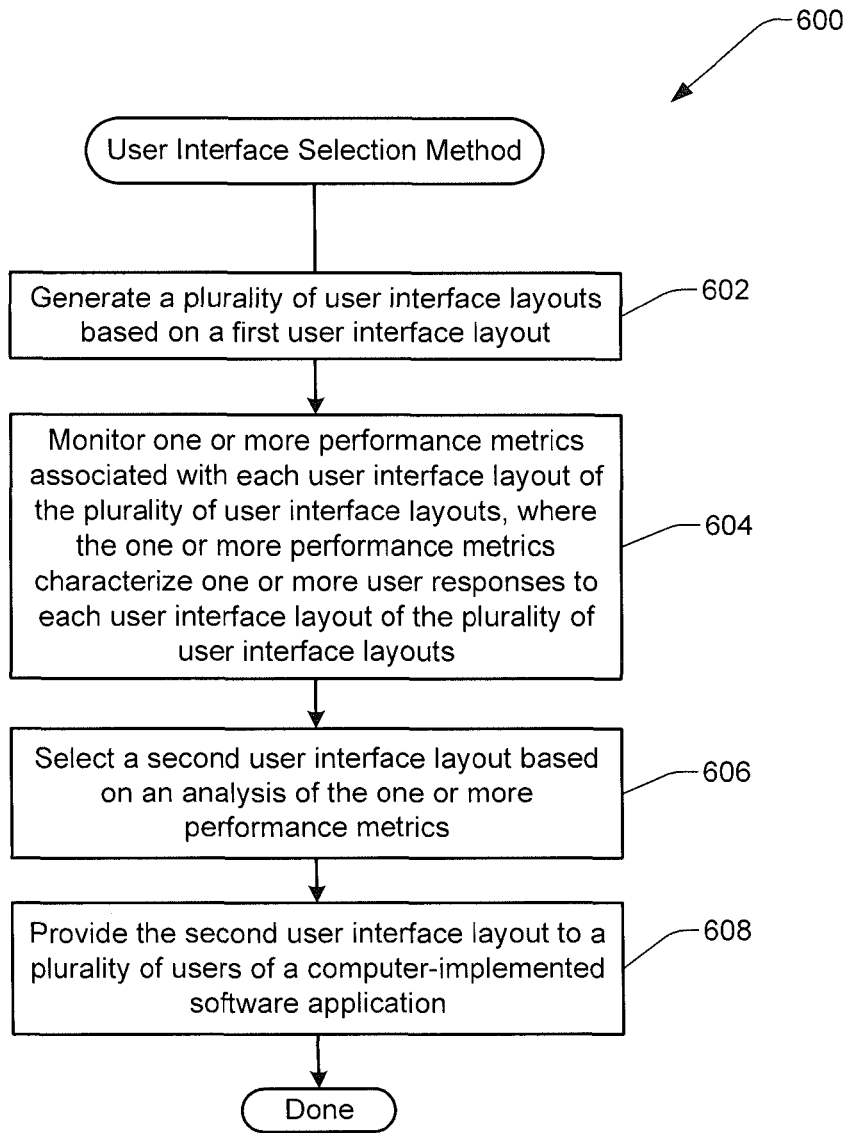 600
User Interface Selection Method
Generate a plurality of user interface layouts
based on a first user interface layout
602
Monitor one or more performance metrics
associated with each user interface layout of
the plurality of user interface layouts, where
the one or more performance metrics
characterize one or more user responses to
each user interface layout of the plurality of
user interface layouts
604
Select a second user interface layout based
on an analysis of the one or more
performance metrics
606
Provide the second user interface layout to a
plurality of users of a computer-implemented
software application
608
Done